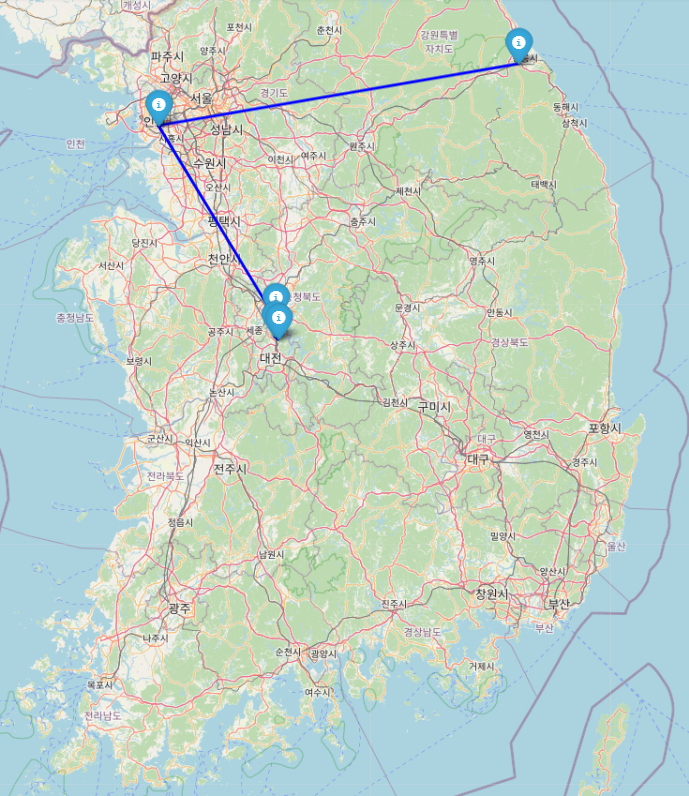 개성시
포천시
춘천시
강원특별
자치도
양주시
파주시
고양시
서울
경기도
동해시
삼척시
성남시
인천
수원시
이천시
여주시
원주시
오산시
제천시
태백시
평택시
충주시
당진시
천안시
서산시
영주시
문경시
안동시
충청남도
공주시
세종
상주시
경상북도
대전
보령시
논산시
김천시
구미시
포항시
군산시
익산시
대구
영천시
대구
경주시
전라북도
전주시
정읍시
밀양시
울산
남원시
양산시
창원시
광주
진주시
부산
부산
경상남도
나주시
순천시
광양시
거제시
목포시
여수시
전라남도